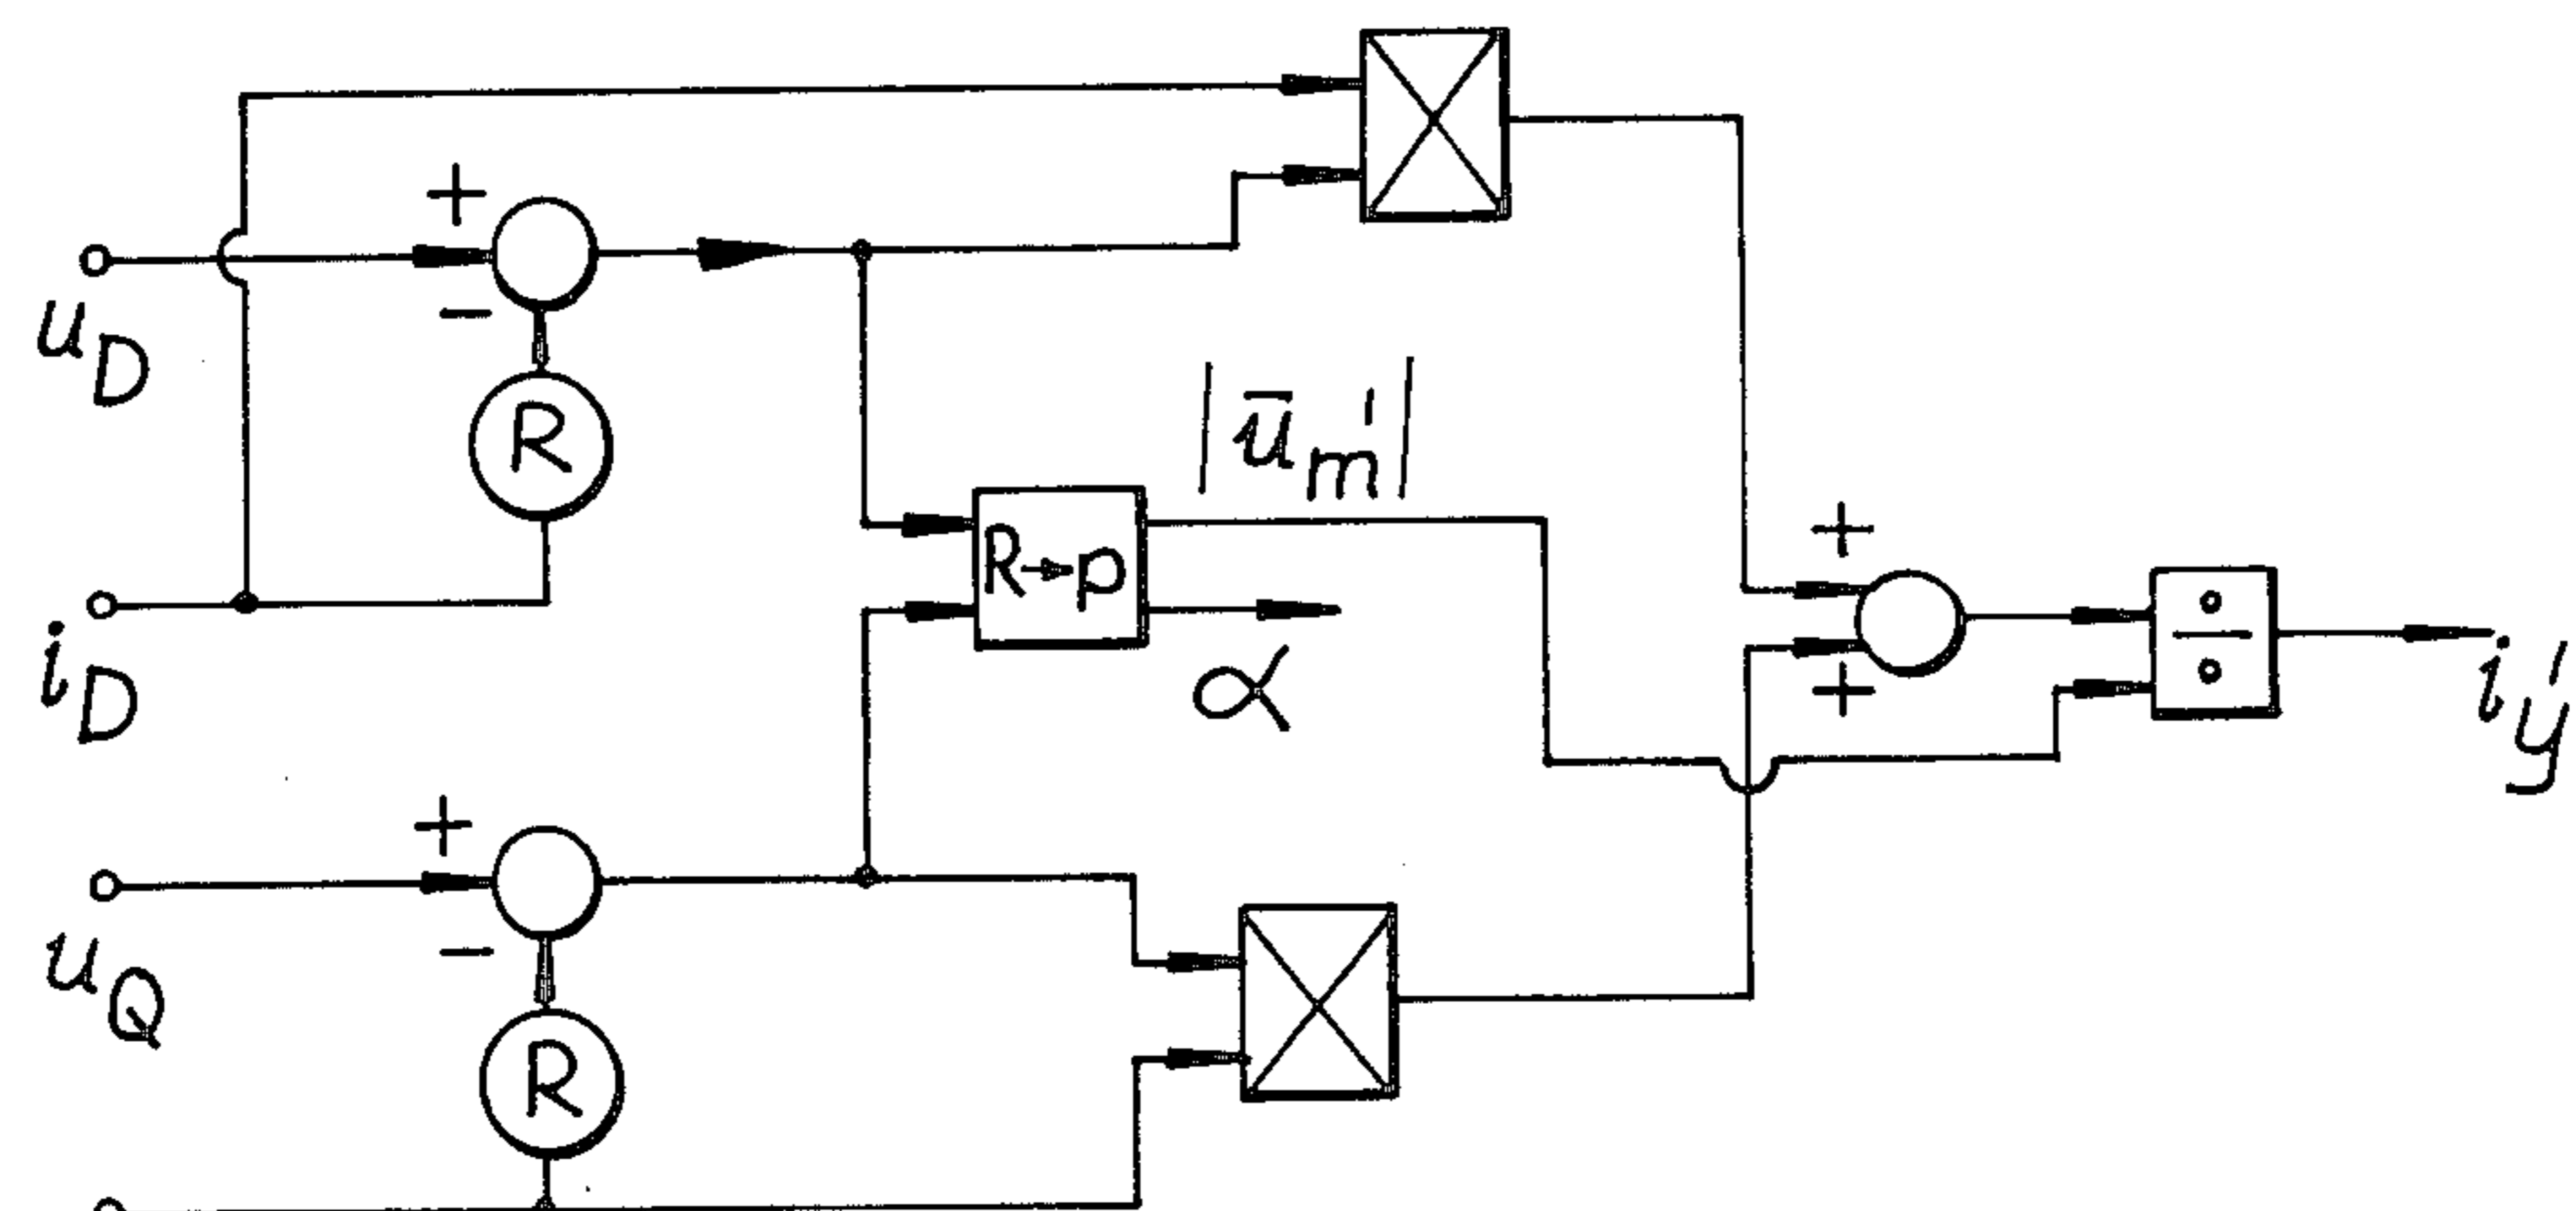 +
u_D
−
R
i_D
|ū_m'|
R→p
α
+
+
÷
i_y'
+
u_Q
−
R